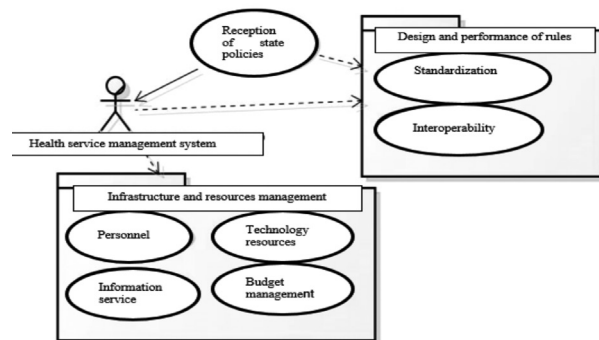 Reception
of state
policies
Design and performance of rules
Standardization
Interoperability
Health service management system
Infrastructure and resources management
Personnel
Technology
resources
Information
service
Budget
management